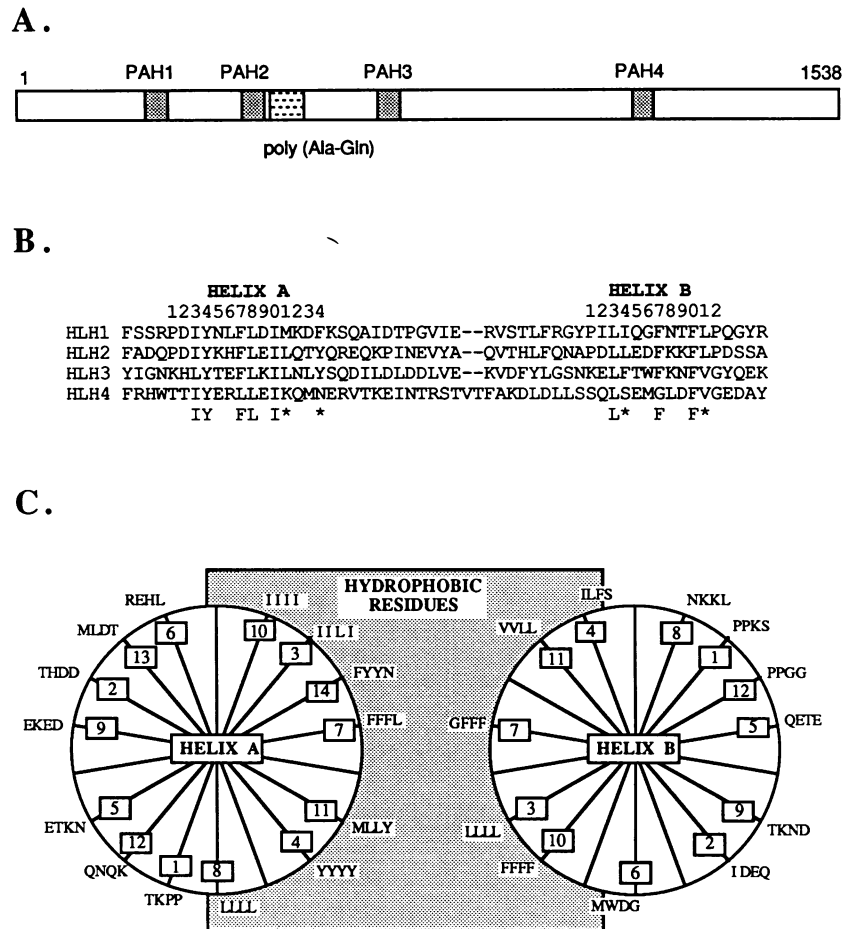 A.
1 PAH1 PAH2 PAH3 PAH4 1538
poly (Ala-Gln)
B.
HELIX A HELIX B
12345678901234 123456789012
HLH1 FSSRPDIYNLFLDIMKDFKSQAIDTPGVIE--RVSTLFRGYPILIQGFNTFLPQGYR
HLH2 FADQPDIYKHFLEILQTYQREQKPINEVYA--QVTHLFQNAPDLLEDFKKFLPDSSA
HLH3 YIGNKHLYTEFLKILNLYSQDILDLDDLVE--KVDFYLGSNKELFTWFKNFVGYQEK
HLH4 FRHWTTIYERLLEIKQMNERVTKEINTRSTVTFAKDLDLLSSQLSEMGLDFVGEDAY
IY FL I* * L* F F*
C.
HYDROPHOBIC
RESIDUES
REHL
IIII
MLDT
IILI
THDD
FYYN
EKED
FFFL
ETKN
MLLY
QNQK
YYYY
TKPP
LLLL
6
10
13
3
2
14
9
7
HELIX A
5
11
12
4
1
8
ILFS
NKKL
VVLL
PPKS
PPGG
GFFF
QETE
LLLL
TKND
FFFF
IDEQ
MWDG
4
8
11
1
12
7
5
HELIX B
3
9
10
2
6